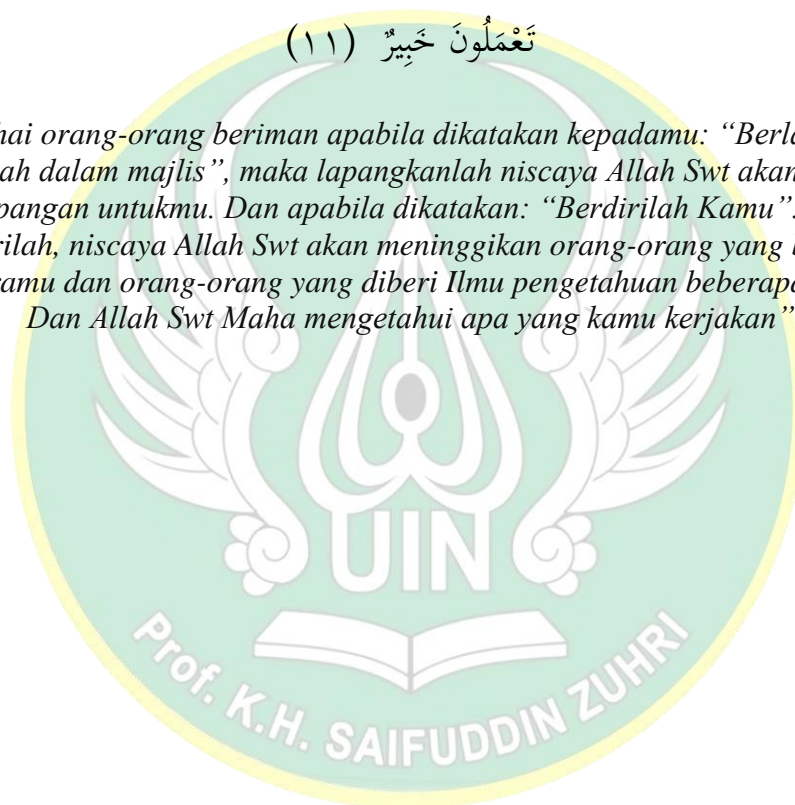 تَعْمَلُونَ خَبِيرٌ (١١)
hai orang-orang beriman apabila dikatakan kepadamu: “Berla
ah dalam majlis”, maka lapangkanlah niscaya Allah Swt akan
pangan untukmu. Dan apabila dikatakan: “Berdirilah Kamu”.
rilah, niscaya Allah Swt akan meninggikan orang-orang yang
amu dan orang-orang yang diberi Ilmu pengetahuan beberapa
Dan Allah Swt Maha mengetahui apa yang kamu kerjakan”
UIN
Prof. K.H. SAIFUDDIN ZUHRI